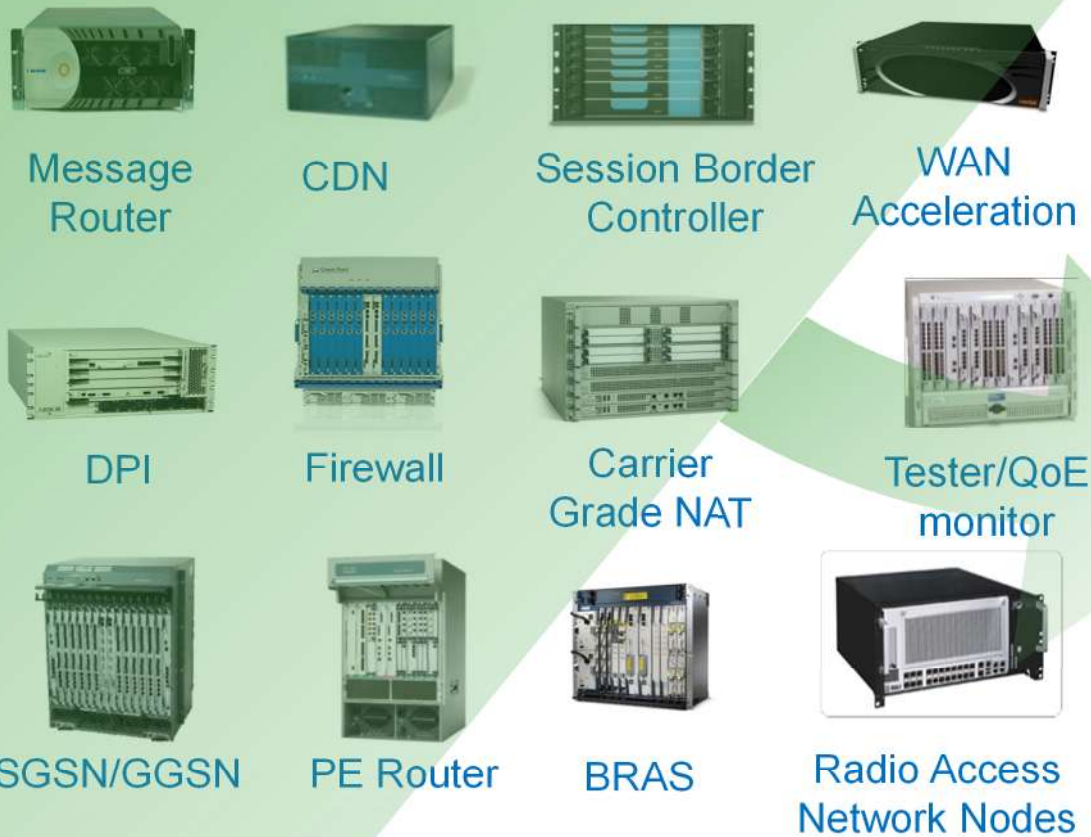 Message
Router
CDN
Session Border
Controller
WAN
Acceleration
DPI
Firewall
Carrier
Grade NAT
Tester/QoE
monitor
SGSN/GGSN
PE Router
BRAS
Radio Access
Network Nodes